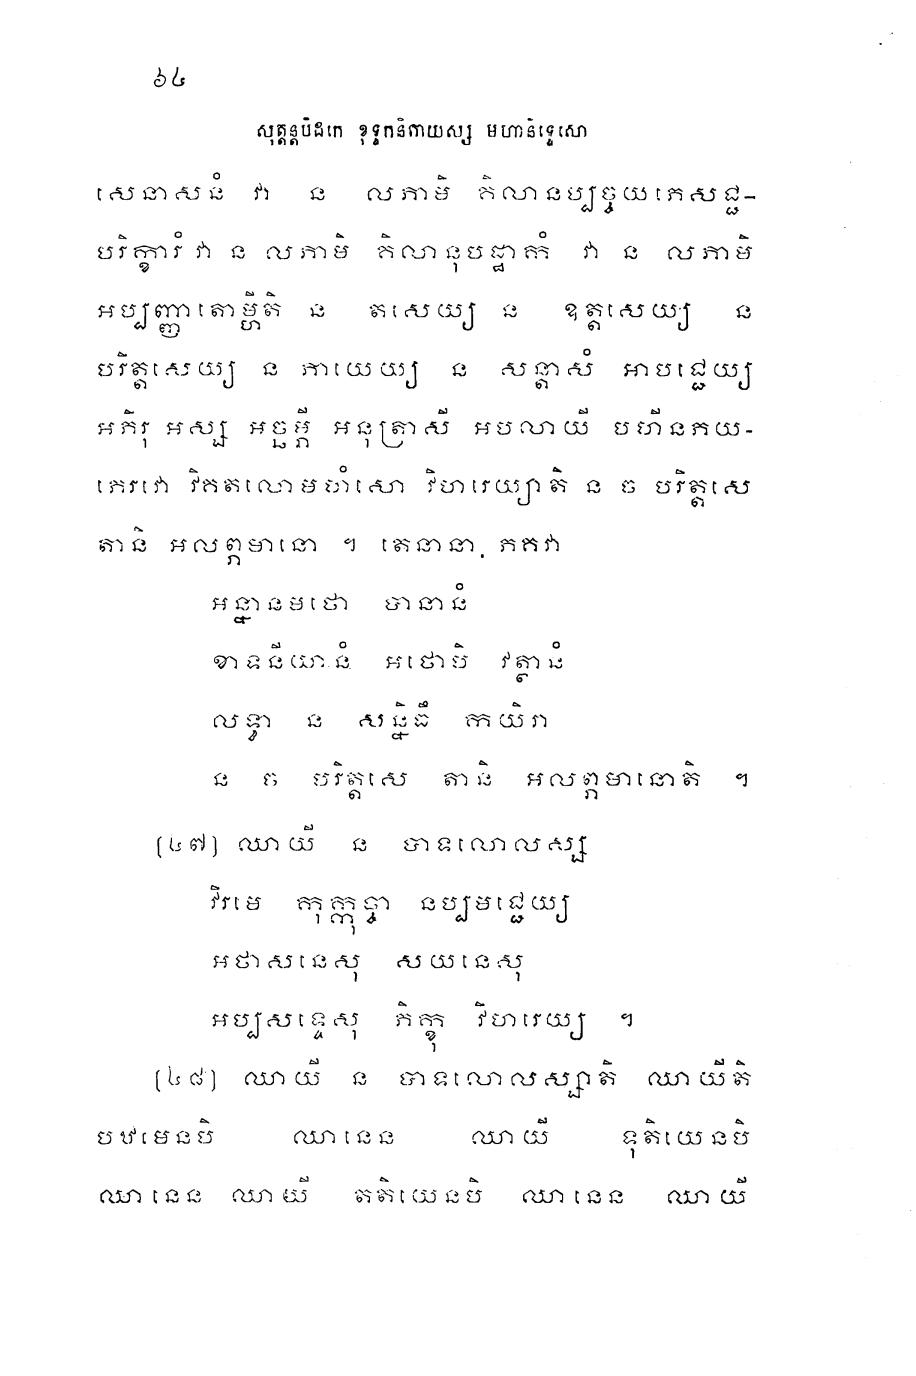 ៦៤
សុត្តន្តបិដកេ ខុទ្ទកនិកាយស្ស មហានិទ្ទេសោ
សេនាសនំ វា ន លភាមិ គិលានប្បច្ចយភេសជ្ជ-
បរិក្ខារំ វា ន លភាមិ គិលានុបដ្ឋាកំ វា ន លភាមិ
អប្បញ្ញាតោម្ហីតិ ន តសេយ្យ ន ឧត្តសេយ្យ ន
បរិត្តសេយ្យ ន ភាយេយ្យ ន សន្តាសំ អាបជ្ជេយ្យ
អភិរុ អស្ស អច្ឆម្ភី អនុត្រាសី អបលាយី បហីនភយ-
ភេរវោ វិគតលោមហំសោ វិហរេយ្យាតិ ន ច បរិត្តសេ
តានិ អលព្ភមានោ ។ តេនាហ ភគវា
អន្នានមថោ បានានំ
ខាទនីយានំ អថោបិ វត្ថានំ
លទ្ធា ន សន្និធឹ កយិរា
ន ច បរិត្តសេ តានិ អលព្ភមានោតិ ។
(៤៧) ឈាយី ន បាទលោលស្ស
វិរមេ កុក្កុច្ចា នប្បមជ្ជេយ្យ
អថាសនេសុ សយនេសុ
អប្បសទ្ទេសុ ភិក្ខុ វិហរេយ្យ ។
(៤៨) ឈាយី ន បាទលោលស្សាតិ ឈាយីតិ
បឋមេនបិ ឈានេន ឈាយី ទុតិយេនបិ
ឈានេន ឈាយី តតិយេនបិ ឈានេន ឈាយី